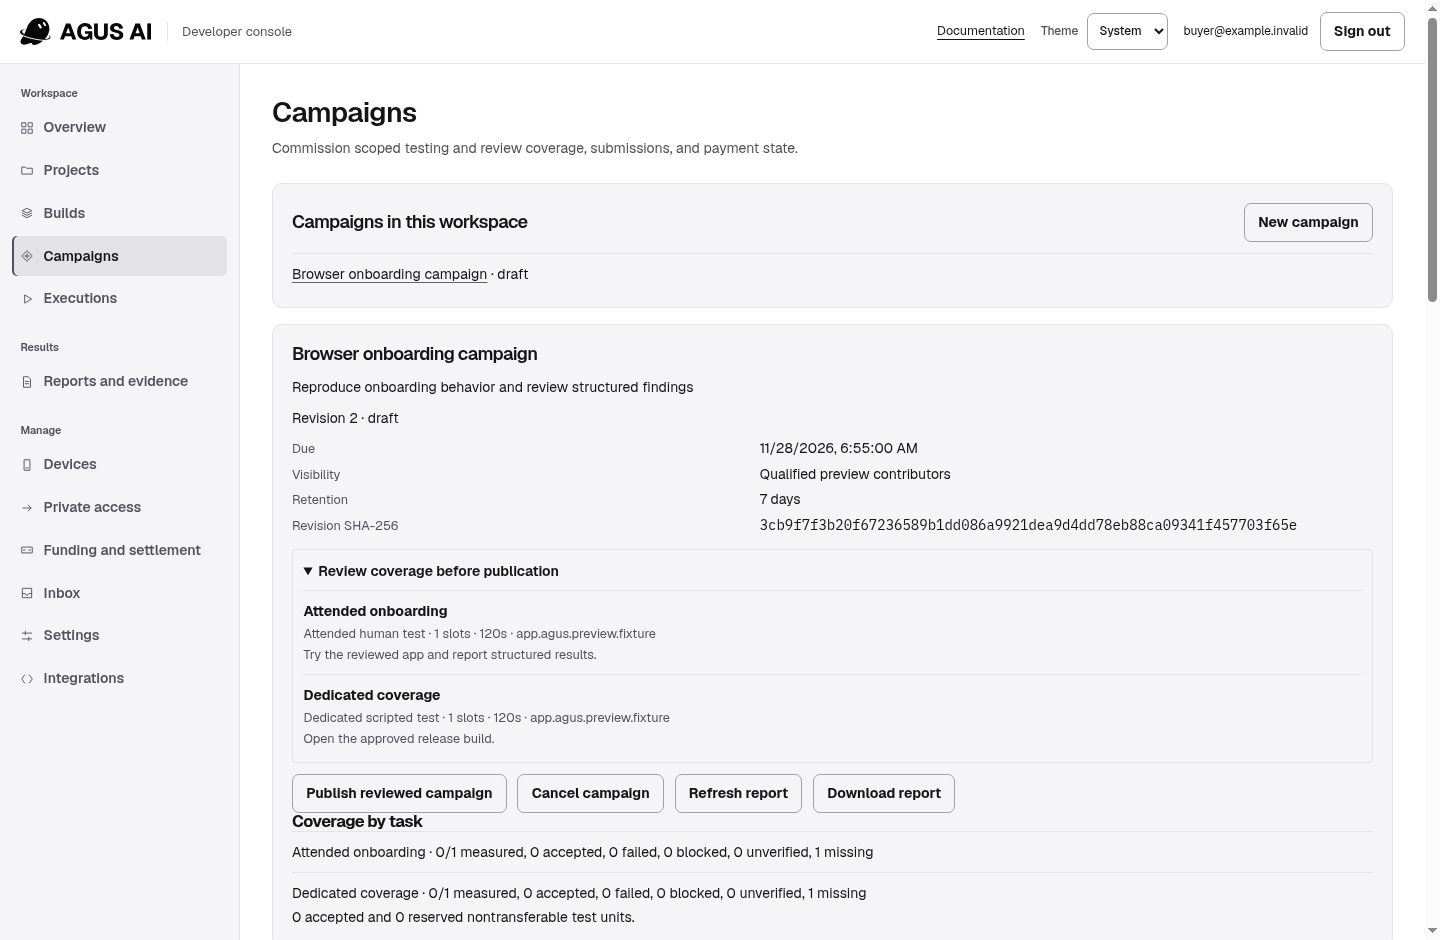 AGUS AI
Developer console
Documentation
Theme
System
buyer@example.invalid
Sign out
Workspace
Overview
Projects
Builds
Campaigns
Executions
Results
Reports and evidence
Manage
Devices
Private access
Funding and settlement
Inbox
Settings
Integrations
Campaigns
Commission scoped testing and review coverage, submissions, and payment state.
Campaigns in this workspace
New campaign
Browser onboarding campaign · draft
Browser onboarding campaign
Reproduce onboarding behavior and review structured findings
Revision 2 · draft
Due 11/28/2026, 6:55:00 AM
Visibility Qualified preview contributors
Retention 7 days
Revision SHA-256 3cb9f7f3b20f67236589b1dd086a9921dea9d4dd78eb88ca09341f457703f65e
▼ Review coverage before publication
Attended onboarding
Attended human test · 1 slots · 120s · app.agus.preview.fixture
Try the reviewed app and report structured results.
Dedicated coverage
Dedicated scripted test · 1 slots · 120s · app.agus.preview.fixture
Open the approved release build.
Publish reviewed campaign
Cancel campaign
Refresh report
Download report
Coverage by task
Attended onboarding · 0/1 measured, 0 accepted, 0 failed, 0 blocked, 0 unverified, 1 missing
Dedicated coverage · 0/1 measured, 0 accepted, 0 failed, 0 blocked, 0 unverified, 1 missing
0 accepted and 0 reserved nontransferable test units.